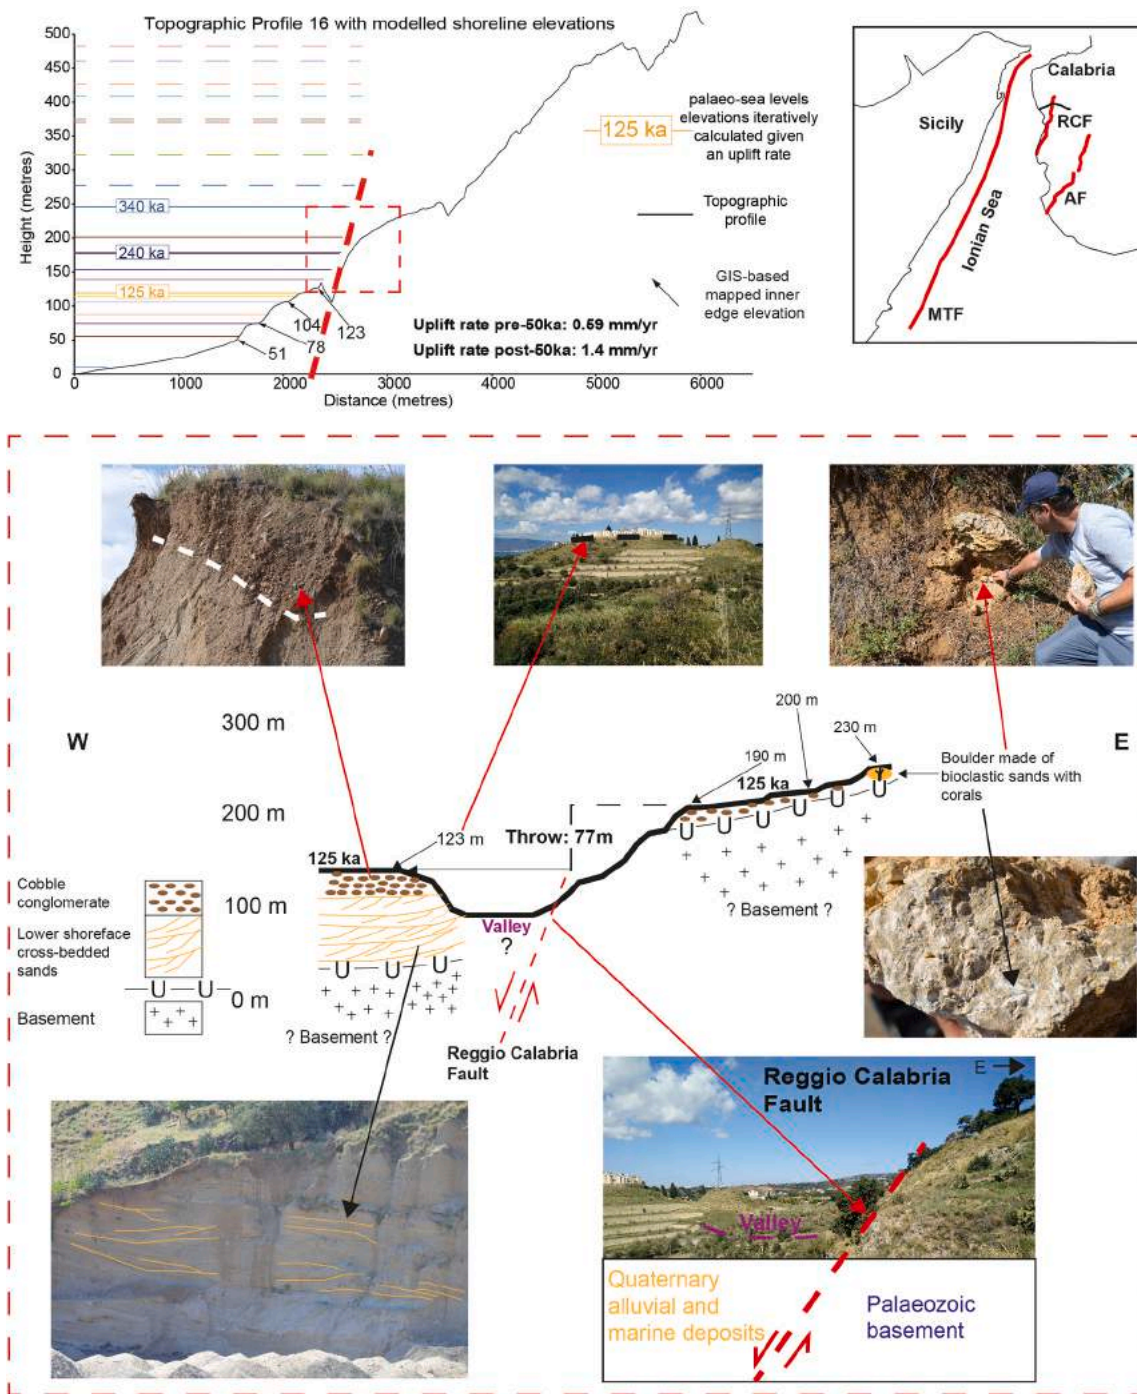 Topographic Profile 16 with modelled shoreline elevations
500
450
400
350
300
250
200
150
100
50
0
Height (metres)
340 ka
240 ka
125 ka
51
78
104
123
Uplift rate pre-50ka: 0.59 mm/yr
Uplift rate post-50ka: 1.4 mm/yr
0
1000
2000
3000
4000
5000
6000
Distance (metres)
125 ka
palaeo-sea levels
elevations iteratively
calculated given
an uplift rate
Topographic
profile
GIS-based
mapped inner
edge elevation
Calabria
Sicily
RCF
AF
Ionian Sea
MTF
300 m
200 m
100 m
0 m
W
E
200 m
230 m
190 m
125 ka
Boulder made of
bioclastic sands with
corals
123 m
Throw: 77m
125 ka
Cobble
conglomerate
Lower shoreface
cross-bedded
sands
Basement
Valley
?
? Basement ?
? Basement ?
Reggio Calabria
Fault
E
Reggio Calabria
Fault
Valley
Quaternary
alluvial and
marine deposits
Palaeozoic
basement